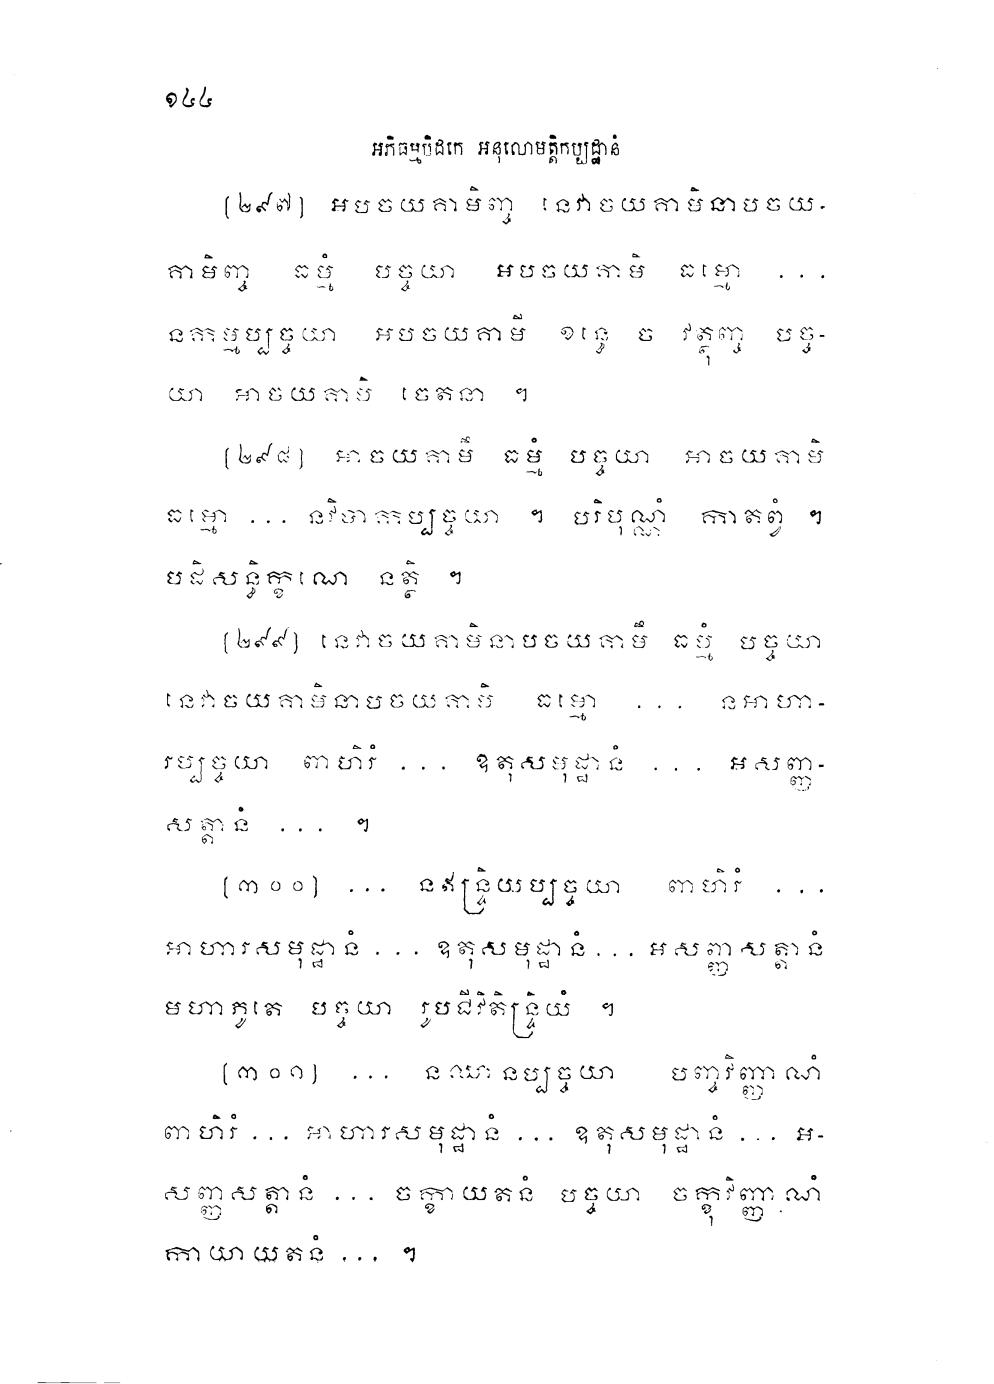 ១៤៤
អភិធម្មបិដកេ អនុលោមត្តិកប្បដ្ឋានំ
(២៩៧) អបចយគាមិញ្ច នេវាចយគាមិនាបចយ-
គាមិញ្ច ធម្មំ បច្ចយា អបចយគាមិ ធម្មោ ...
នកម្មប្បច្ចយា អបចយគាមី ខន្ធេ ច វត្ថុញ្ច បច្ច-
យា អាចយគាមិ ចេតនា ។
(២៩៨) អាចយគាមឹ ធម្មំ បច្ចយា អាចយគាមិ
ធម្មោ ... នវិបាកប្បច្ចយា ។ បរិបុណ្ណំ កាតព្វំ ។
បដិសន្ធិក្ខណេ នត្ថិ ។
(២៩៩) នេវាចយគាមិនាបចយគាមឹ ធម្មំ បច្ចយា
នេវាចយគាមិនាបចយគាមិ ធម្មោ ... នអាហា-
រប្បច្ចយា ពាហិរំ ... ឧតុសមុដ្ឋានំ ... អសញ្ញ-
សត្តានំ ... ។
(៣០០) ... នឥន្ទ្រិយប្បច្ចយា ពាហិរំ ...
អាហារសមុដ្ឋានំ ... ឧតុសមុដ្ឋានំ ... អសញ្ញសត្តានំ
មហាភូតេ បច្ចយា រូបជីវិតិន្ទ្រិយំ ។
(៣០១) ... នឈានប្បច្ចយា បញ្ចវិញ្ញាណំ
ពាហិរំ ... អាហារសមុដ្ឋានំ ... ឧតុសមុដ្ឋានំ ... អ-
សញ្ញសត្តានំ ... ចក្ខាយតនំ បច្ចយា ចក្ខុវិញ្ញាណំ
កាយាយតនំ ... ។